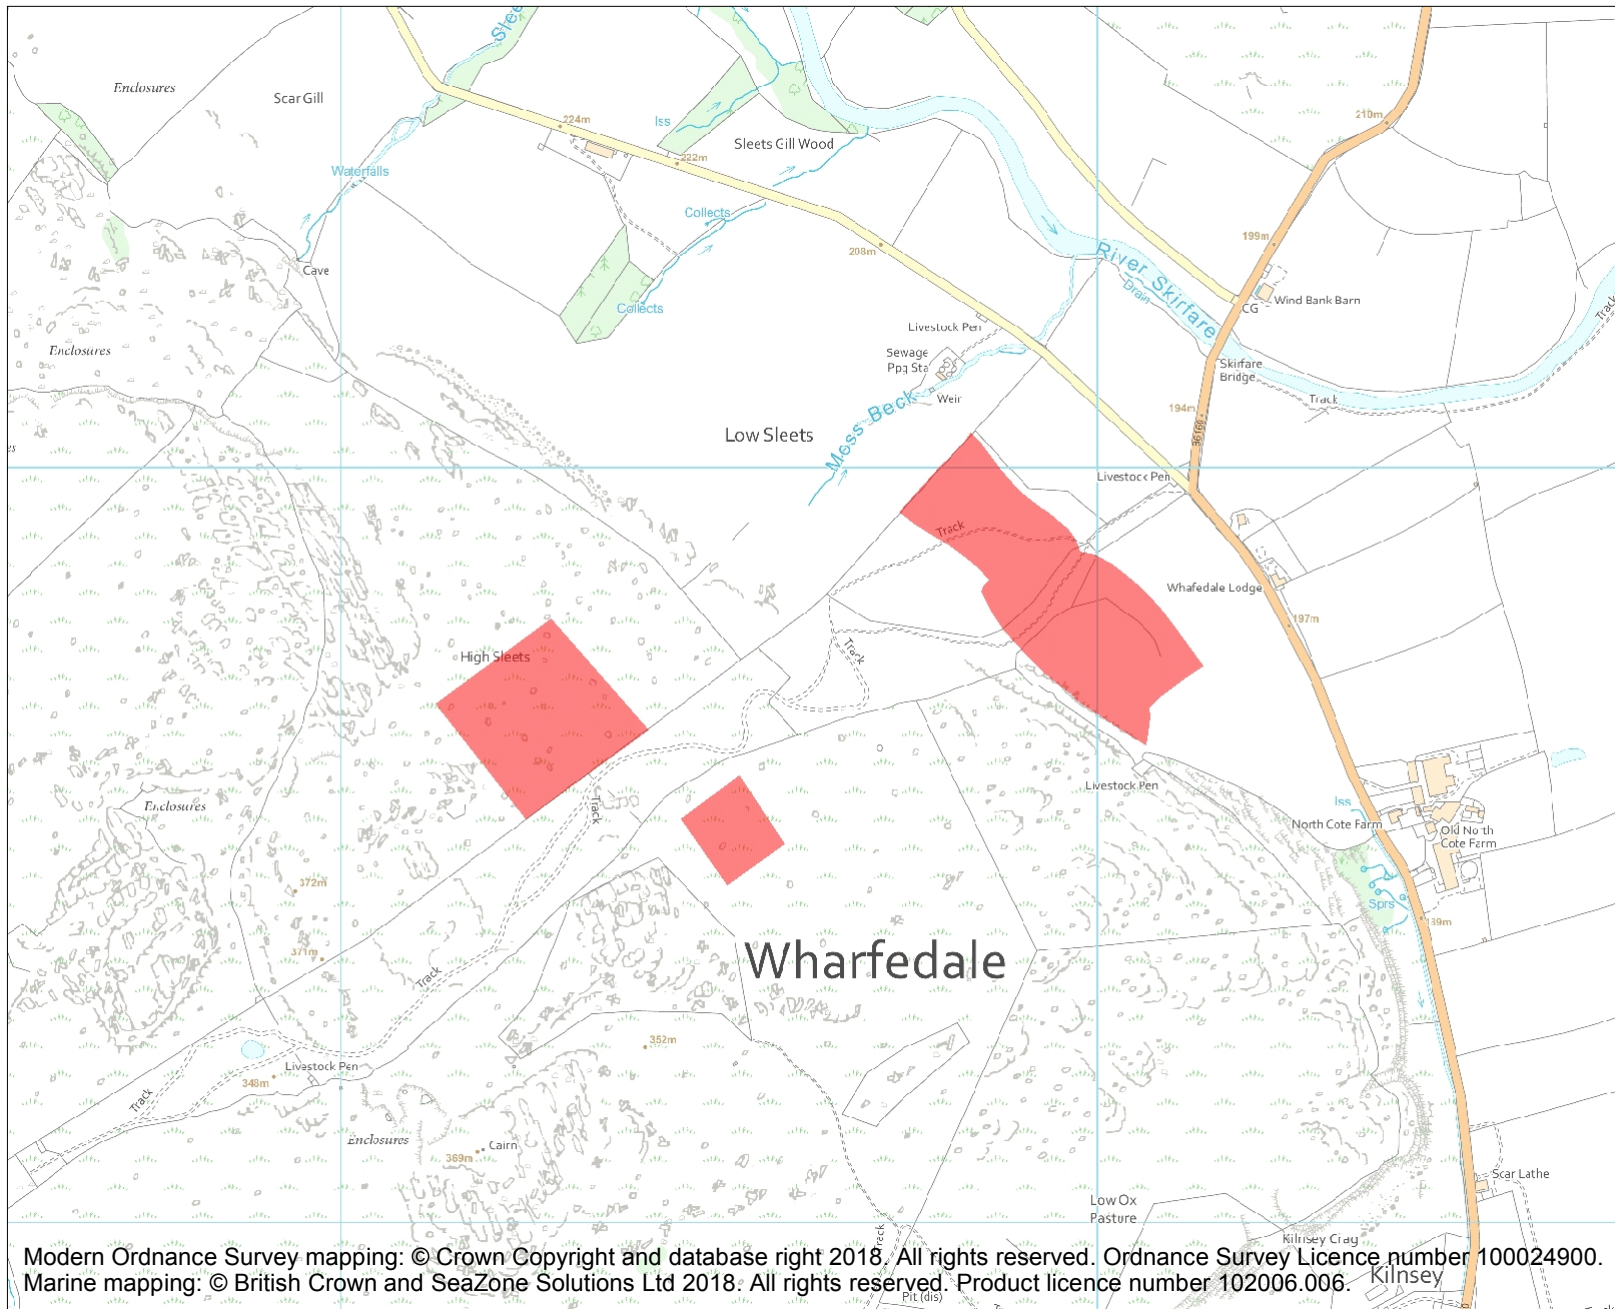 Slee
Enclosures
Scar Gill
224m
Iss
222m
Sleets Gill Wood
210m
Waterfalls
Collects
199m
208m
River Skirfare
Drain
Cave
Collects
CG
Wind Bank Barn
Track
Livestock Pen
Enclosures
Sewage
Ppg Sta
Skirfare
Bridge
Weir
Track
Moss Beck
194m
Low Sleets
es
Livestock Pen
Track
Whafedale Lodge
197m
High Sleets
Track
Livestock Pen
Enclosures
Track
Iss
North Cote Farm
Old North
Cote Farm
372m
Sprs
189m
371m
Wharfedale
Track
352m
Livestock Pen
348m
Track
Enclosures
Cairn
369m
Scar Lathe
Low Ox
Pasture
Track
Kilnsey Crag
Modern Ordnance Survey mapping: © Crown Copyright and database right 2018. All rights reserved. Ordnance Survey Licence number 100024900.
Marine mapping: © British Crown and SeaZone Solutions Ltd 2018. All rights reserved. Product licence number 102006.006.
Kilnsey
Pit (dis)